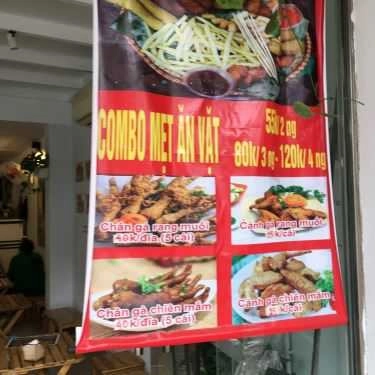 COMBO MẸT ĂN VẶT
55k/2 ng
80k/3 ng - 120k/4 ng
Chân gà rang muối
40k/đĩa (5 cái)
Cánh gà rang muối
Chân gà chiên mắm
40k/đĩa (5 cái)
Cánh gà chiên mắm